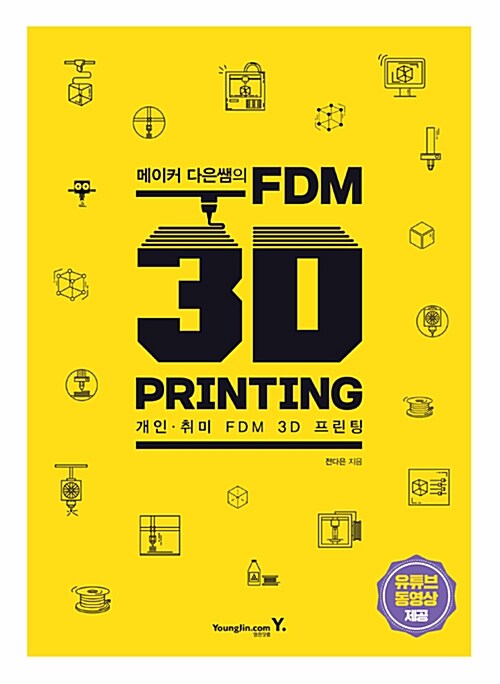 메이커 다은쌤의
FDM
3D
PRINTING
개인·취미 FDM 3D 프린팅
전다은 지음
유튜브
동영상
제공
YoungJin.com Y.
영진닷컴